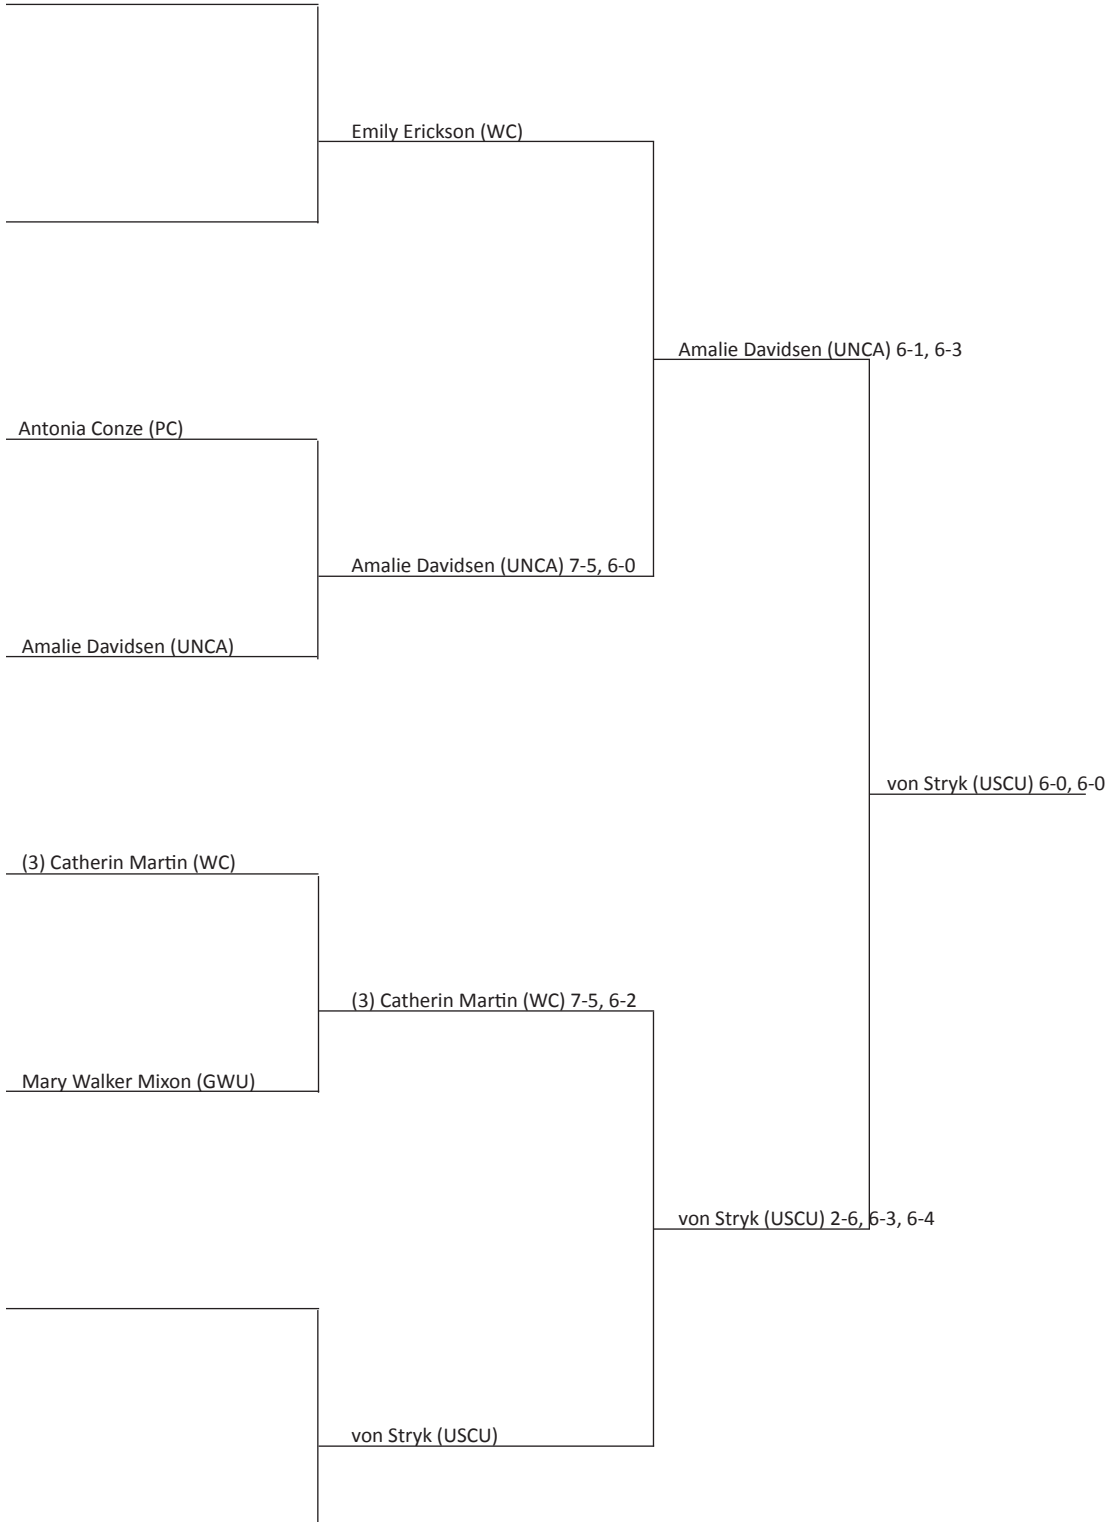 Emily Erickson (WC)
Amalie Davidsen (UNCA) 6-1, 6-3
Antonia Conze (PC)
Amalie Davidsen (UNCA) 7-5, 6-0
Amalie Davidsen (UNCA)
von Stryk (USCU) 6-0, 6-0
(3) Catherin Martin (WC)
(3) Catherin Martin (WC) 7-5, 6-2
Mary Walker Mixon (GWU)
von Stryk (USCU) 2-6, 6-3, 6-4
von Stryk (USCU)